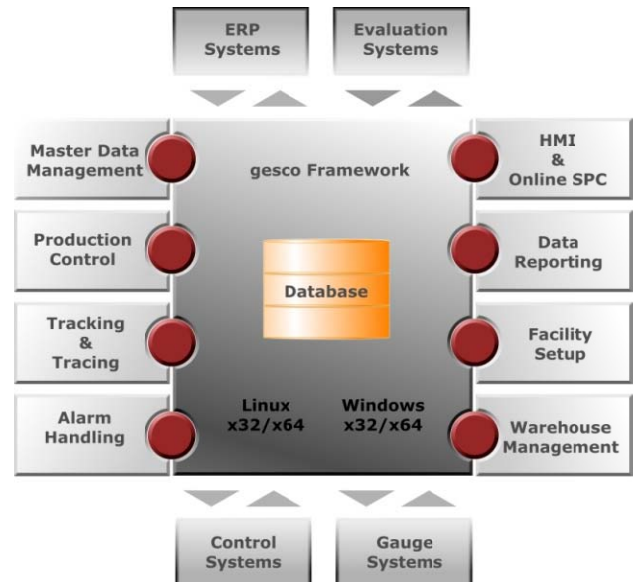 ERP
Systems
Evaluation
Systems
Master Data
Management
gesco Framework
HMI
&
Online SPC
Production
Control
Data
Reporting
Database
Tracking
&
Tracing
Facility
Setup
Alarm
Handling
Linux
x32/x64
Windows
x32/x64
Warehouse
Management
Control
Systems
Gauge
Systems